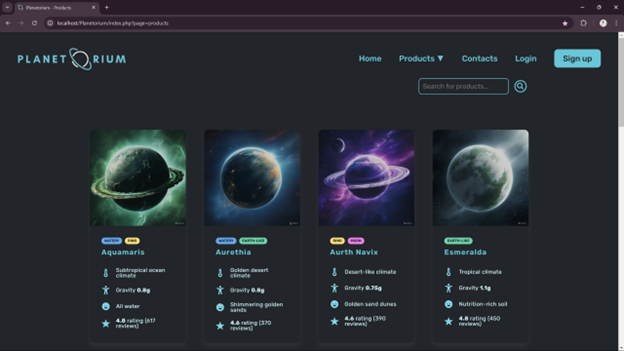 Planetorium - Products
localhost/Planetorium/index.php?page=products
PLANETORIUM
Home Products ▼ Contacts Login Sign up
Search for products...
WATERY RING
Aquamaris
Subtropical ocean
climate
Gravity 0.8g
All water
4.8 rating (617
reviews)
WATERY EARTH-LIKE
Aurethia
Golden desert
climate
Gravity 0.8g
Shimmering golden
sands
4.6 rating (370
reviews)
RING MOON
Aurth Navix
Desert-like climate
Gravity 0.75g
Golden sand dunes
4.6 rating (390
reviews)
EARTH-LIKE
Esmeralda
Tropical climate
Gravity 1.1g
Nutrition-rich soil
4.8 rating (450
reviews)